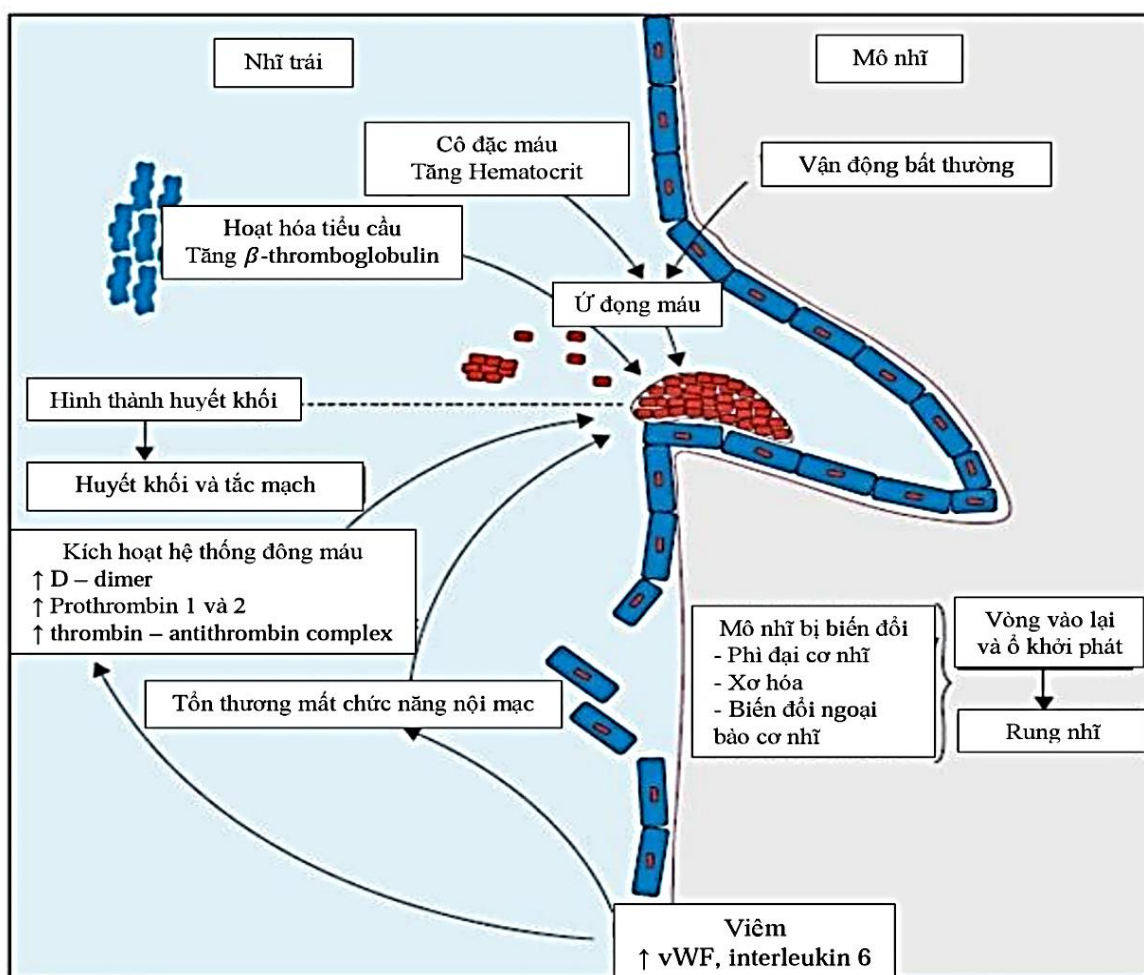 Nhĩ trái
Mô nhĩ
Cô đặc máu
Tăng Hematocrit
Vận động bất thường
Hoạt hóa tiểu cầu
Tăng β-thromboglobulin
Ứ đọng máu
Hình thành huyết khối
Huyết khối và tắc mạch
Kích hoạt hệ thống đông máu
↑ D – dimer
↑ Prothrombin 1 và 2
↑ thrombin – antithrombin complex
Mô nhĩ bị biến đổi
- Phì đại cơ nhĩ
- Xơ hóa
- Biến đổi ngoại
bào cơ nhĩ
Vòng vào lại
và ổ khởi phát
Rung nhĩ
Tổn thương mất chức năng nội mạc
Viêm
↑ vWF, interleukin 6